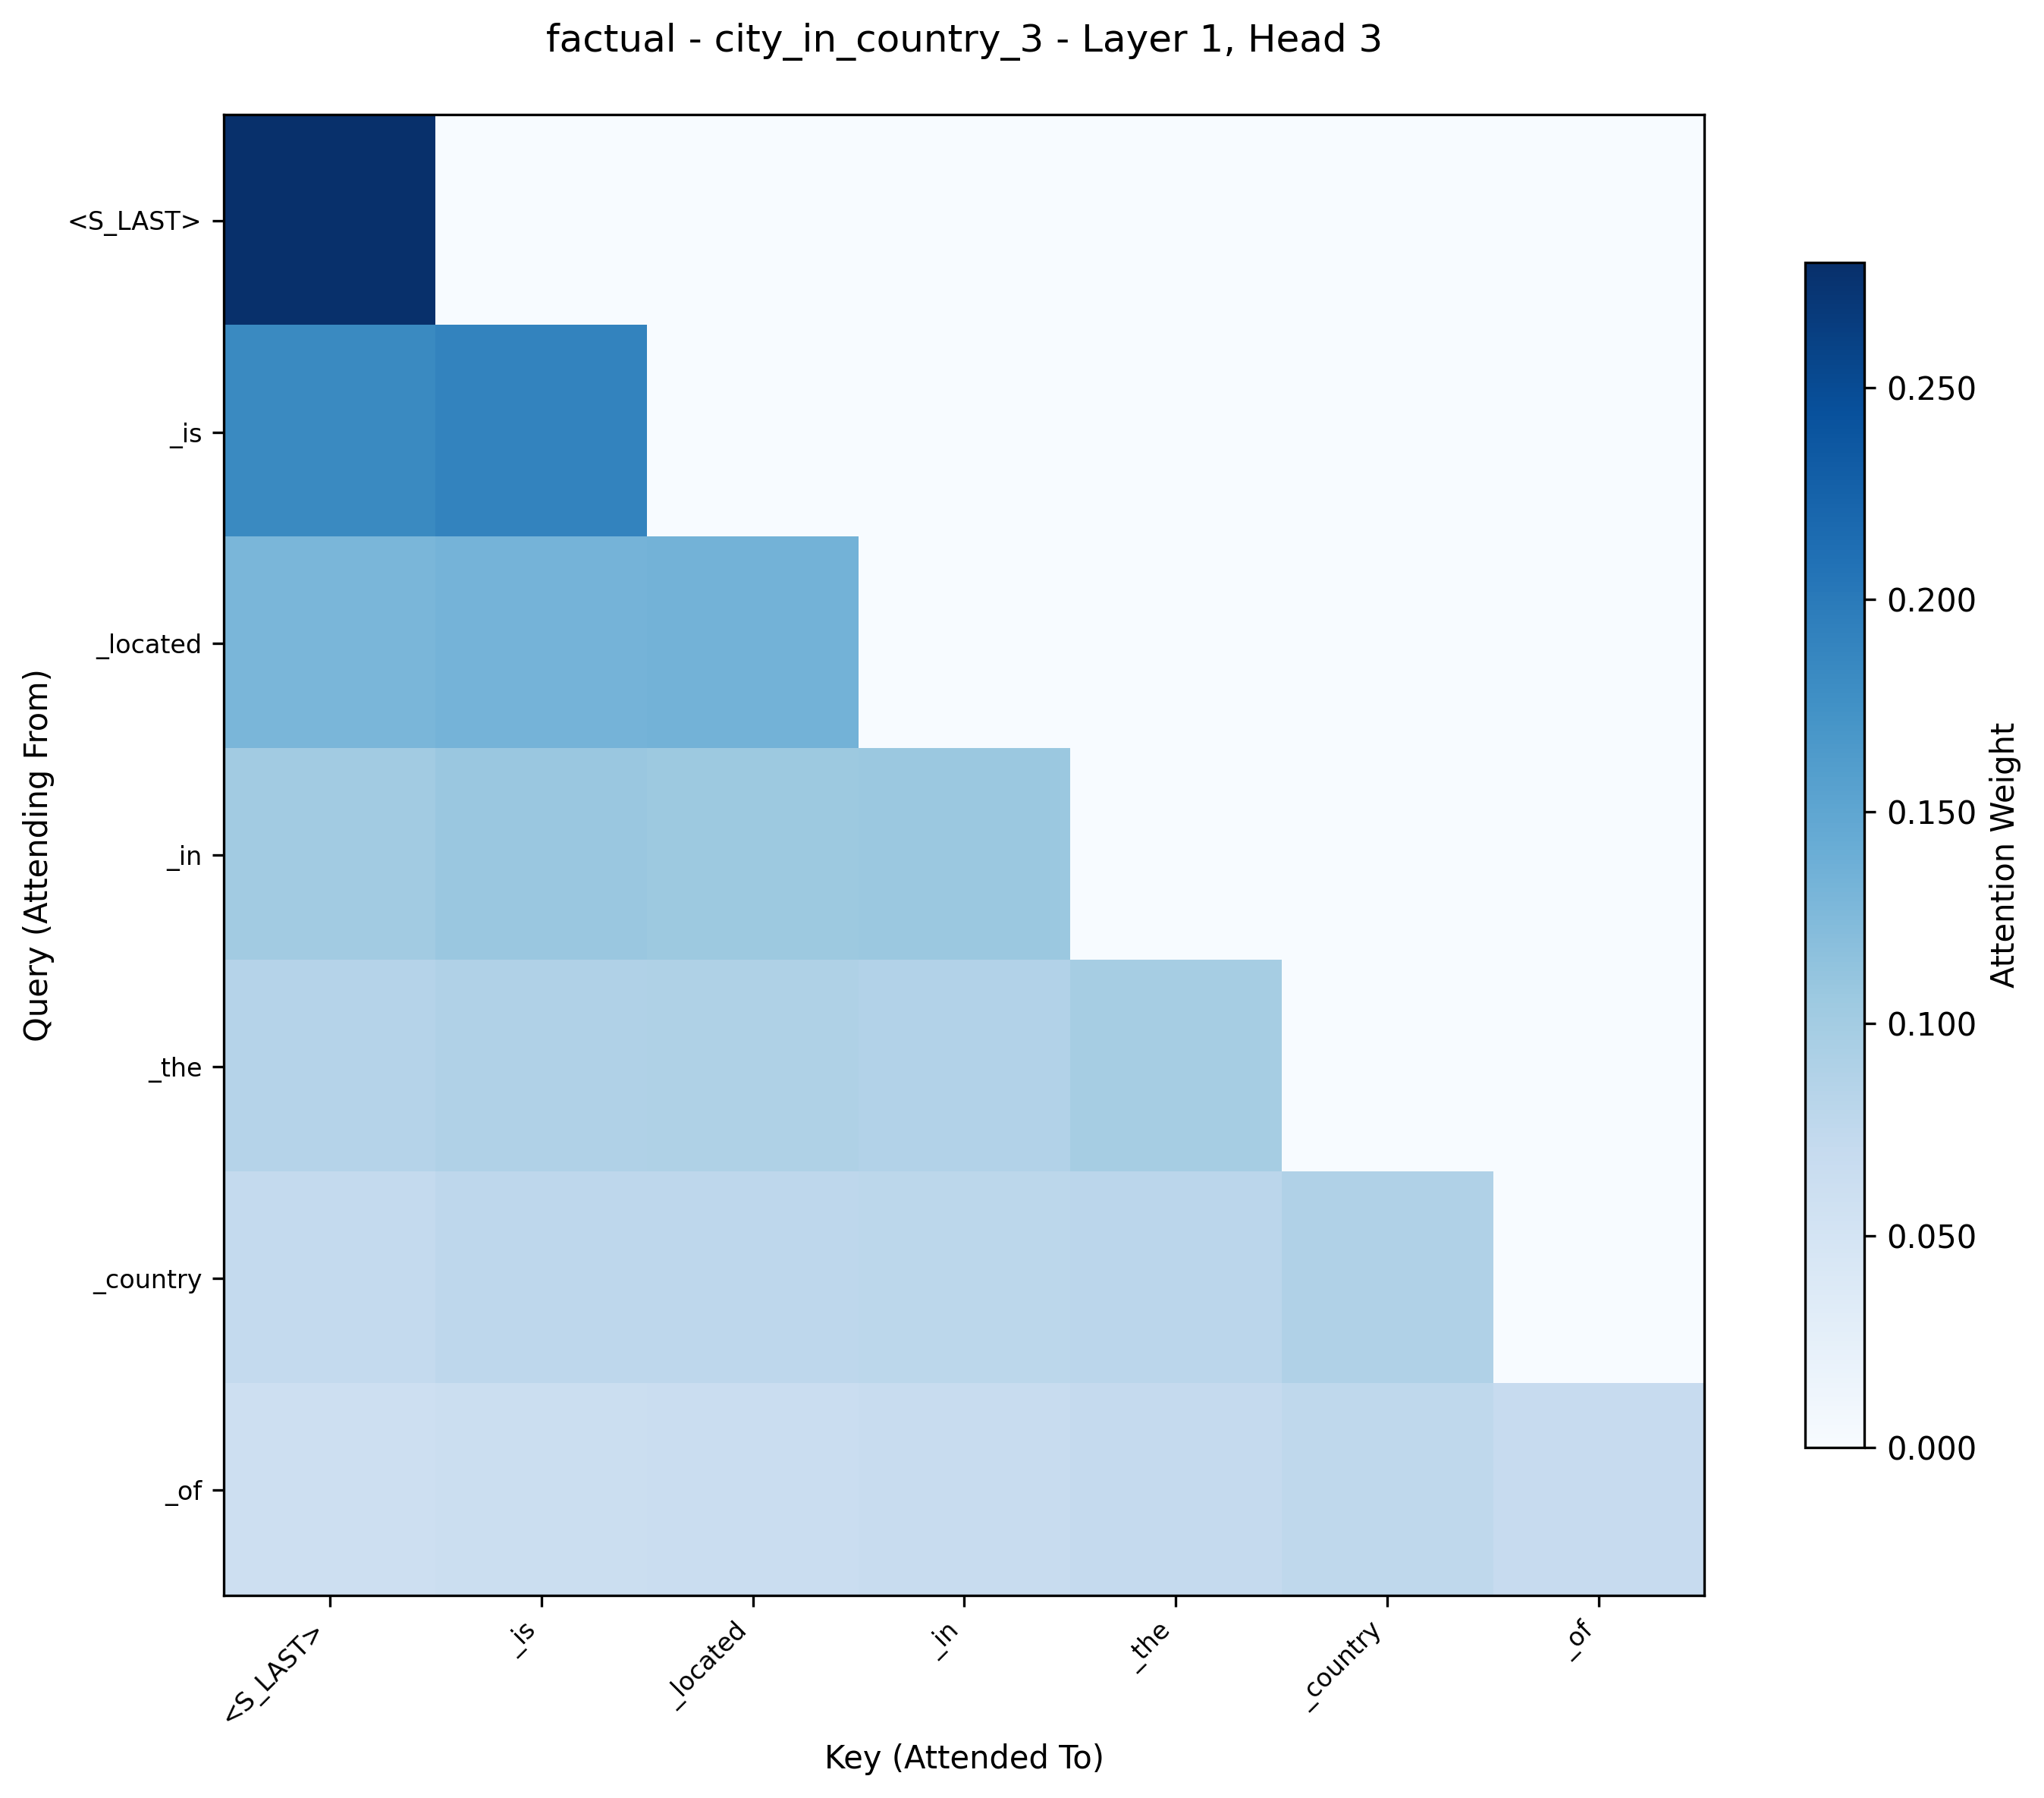 factual - city_in_country_3 - Layer 1, Head 3
Query (Attending From)
<S_LAST>
_is
_located
_in
_the
_country
_of
<S_LAST>
_is
_located
_in
_the
_country
_of
Key (Attended To)
0.250
0.200
0.150
0.100
0.050
0.000
Attention Weight